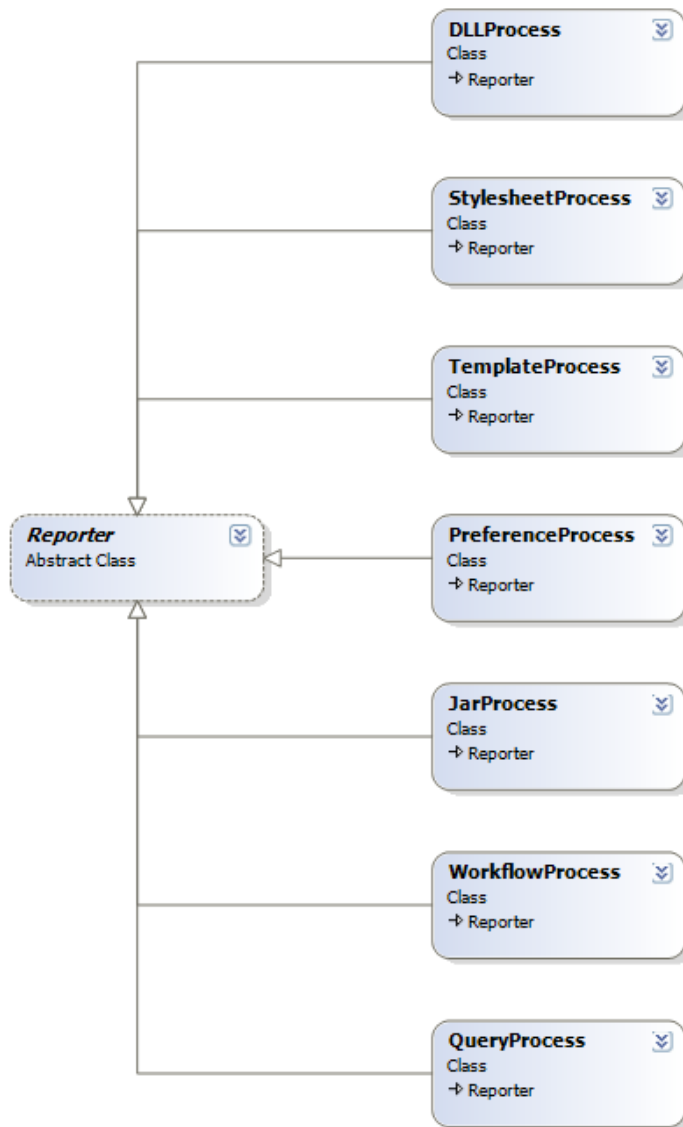 DLLProcess
Class
Reporter
StylesheetProcess
Class
Reporter
TemplateProcess
Class
Reporter
Reporter
Abstract Class
PreferenceProcess
Class
Reporter
JarProcess
Class
Reporter
WorkflowProcess
Class
Reporter
QueryProcess
Class
Reporter